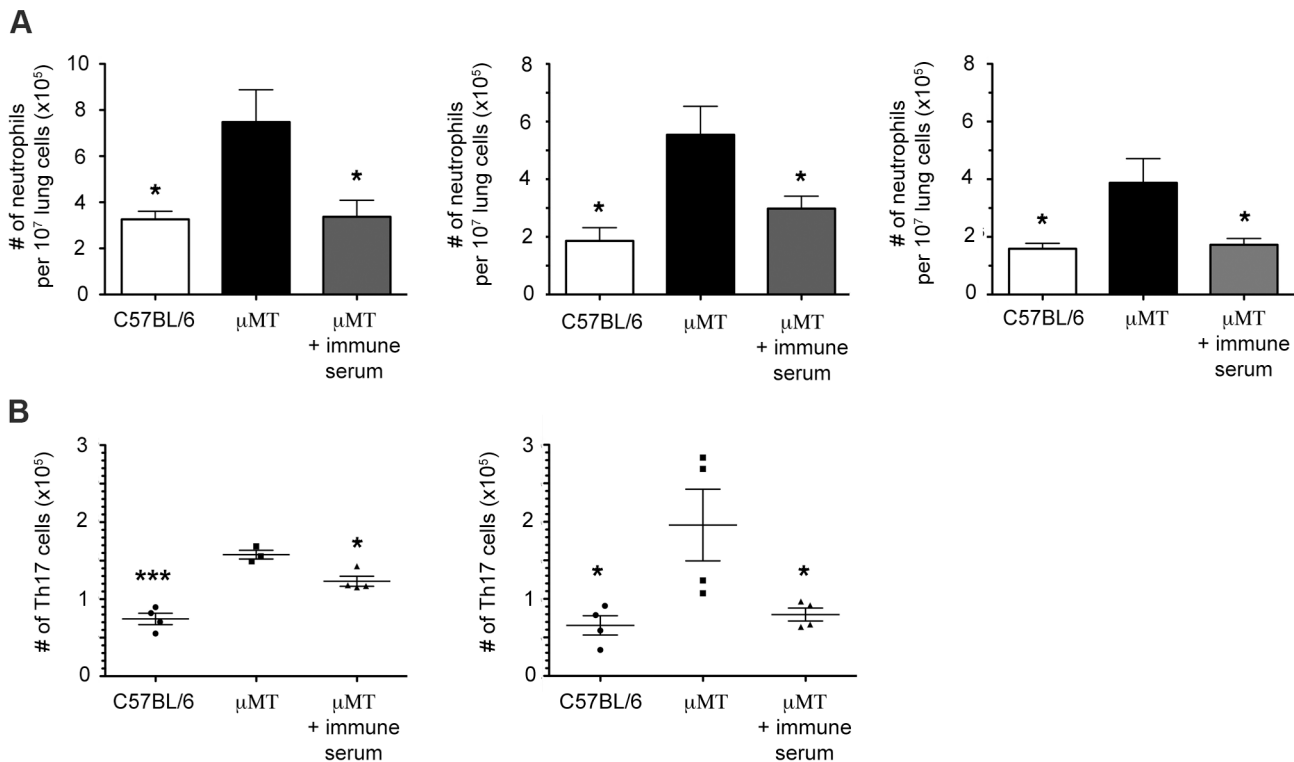 A
# of neutrophils
per 10⁷ lung cells (x10⁵)
10
8
6
4
2
0
*
*
C57BL/6
μMT
μMT
+ immune
serum
# of neutrophils
per 10⁷ lung cells (x10⁵)
8
6
4
2
0
*
*
C57BL/6
μMT
μMT
+ immune
serum
# of neutrophils
per 10⁷ lung cells (x10⁵)
8
6
4
2
0
*
*
C57BL/6
μMT
μMT
+ immune
serum
B
# of Th17 cells (x10⁵)
3
2
1
0
***
*
C57BL/6
μMT
μMT
+ immune
serum
# of Th17 cells (x10⁵)
3
2
1
0
*
*
C57BL/6
μMT
μMT
+ immune
serum